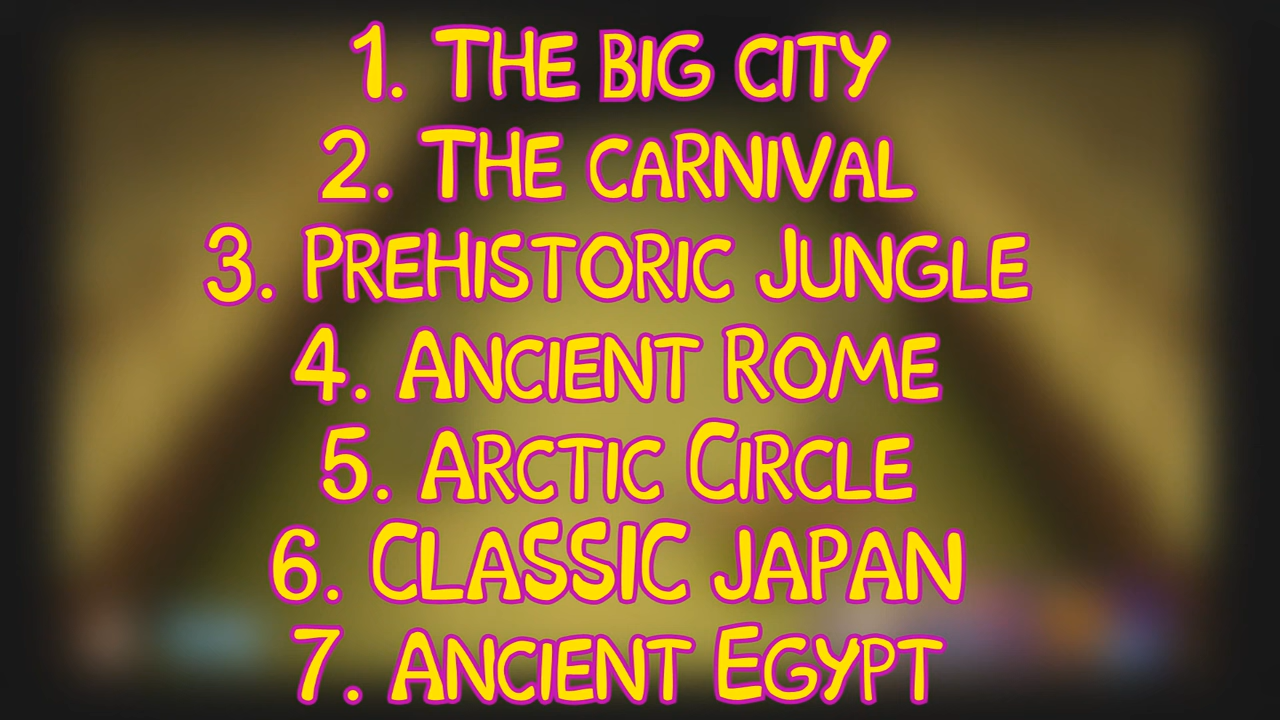 1. The big city
2. The carnival
3. Prehistoric Jungle
4. Ancient Rome
5. Arctic Circle
6. CLASSIC JAPAN
7. Ancient Egypt